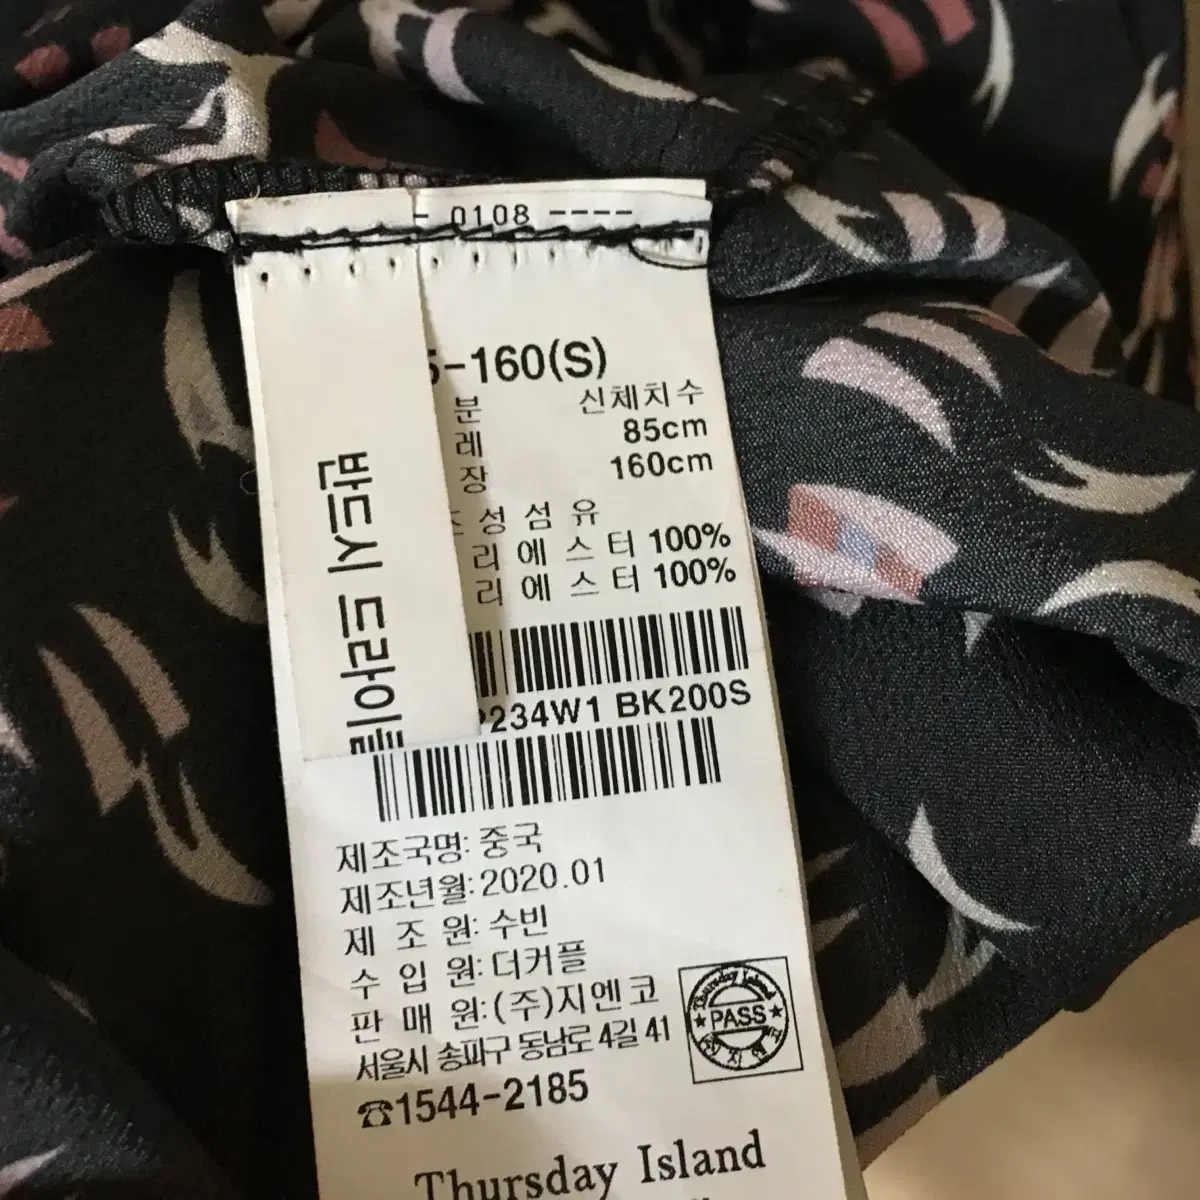 - 0108 ----
5-160(S)
분 신체치수
레 85cm
장 160cm
조성섬유
리에스터 100%
리에스터 100%
반드시 드라이
P234W1 BK200S
제조국명: 중국
제조년월: 2020.01
제 조 원: 수빈
수 입 원: 더커플
판 매 원: (주)지엔코
서울시 송파구 동남로 4길 41
☎1544-2185
Thursday Island
★PASS★
Thursday Island